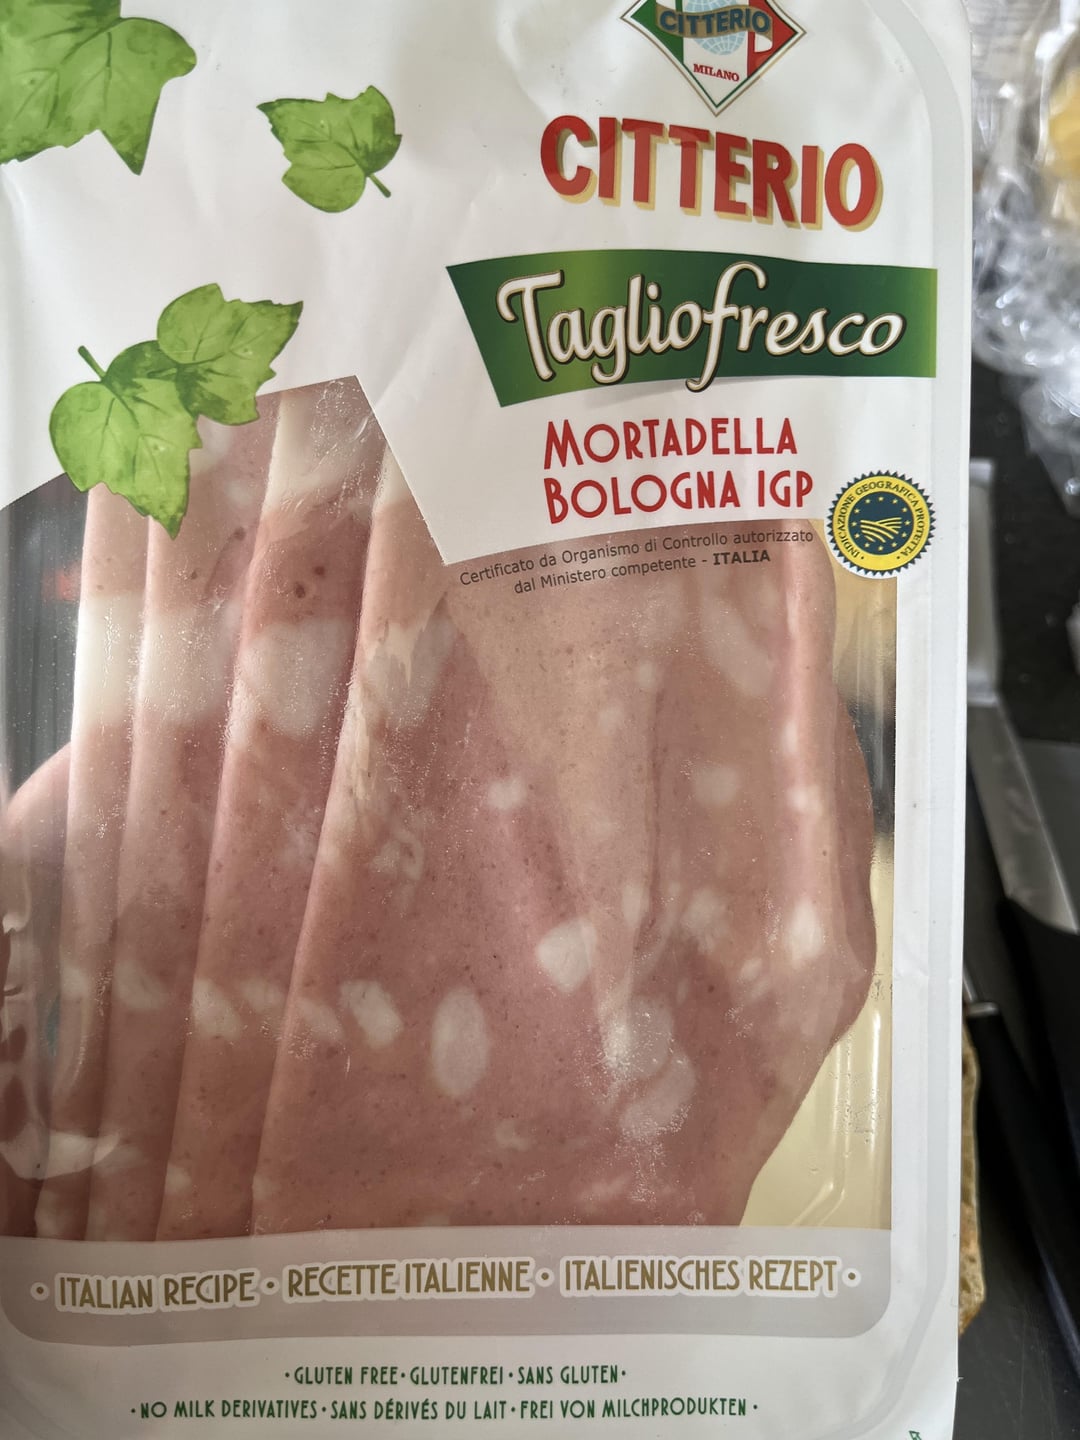 CITTERIO
MILANO
CITTERIO
Tagliofresco
MORTADELLA
BOLOGNA IGP
INDICAZIONE GEOGRAFICA PROTETTA
Certificato da Organismo di Controllo autorizzato
dal Ministero competente - ITALIA
• ITALIAN RECIPE • RECETTE ITALIENNE • ITALIENISCHES REZEPT •
• GLUTEN FREE • GLUTENFREI • SANS GLUTEN •
• NO MILK DERIVATIVES • SANS DÉRIVÉS DU LAIT • FREI VON MILCHPRODUKTEN •